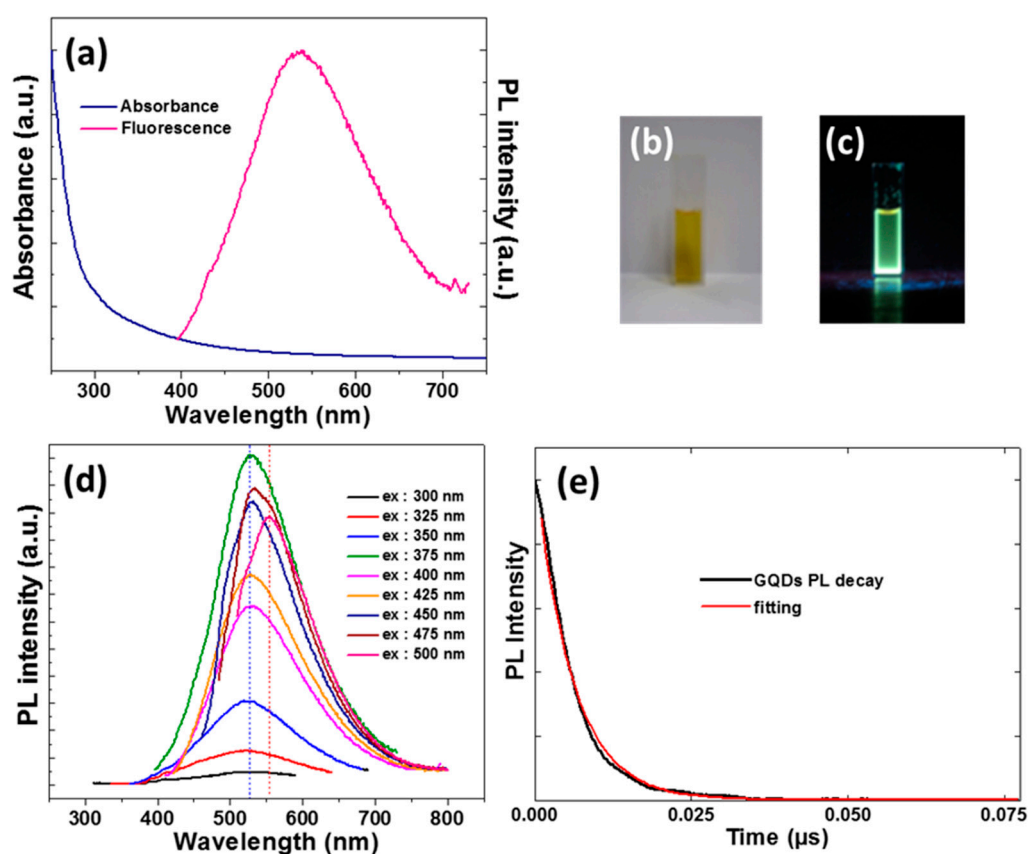 (a)
Absorbance (a.u.)
Absorbance
Fluorescence
PL intensity (a.u.)
300 400 500 600 700
Wavelength (nm)
(b)
(c)
(d)
PL intensity (a.u.)
ex : 300 nm
ex : 325 nm
ex : 350 nm
ex : 375 nm
ex : 400 nm
ex : 425 nm
ex : 450 nm
ex : 475 nm
ex : 500 nm
300 400 500 600 700 800
Wavelength (nm)
(e)
PL Intensity
GQDs PL decay
fitting
0.000 0.025 0.050 0.075
Time (µs)